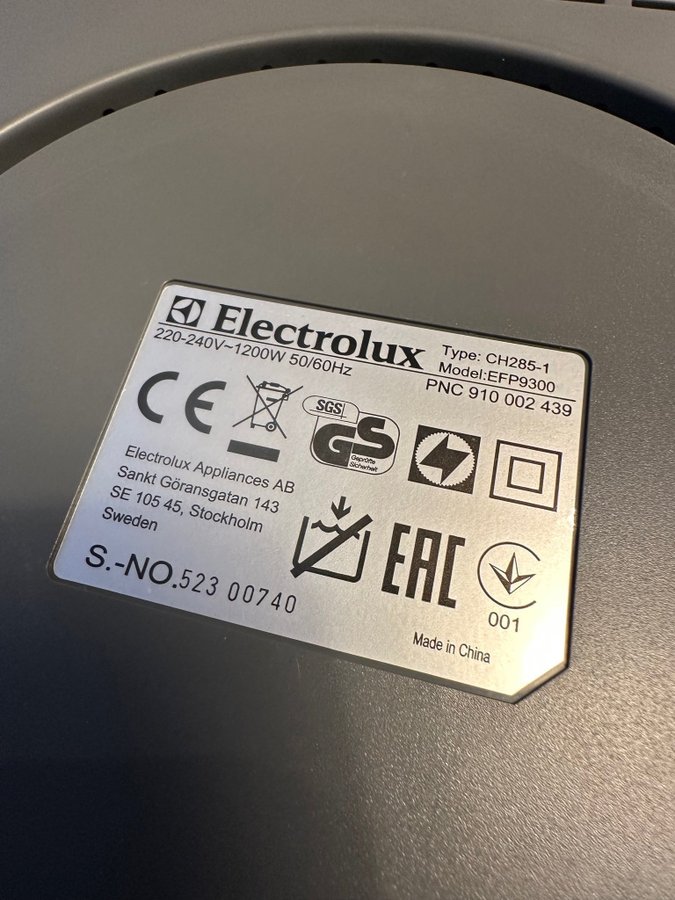 Electrolux
220-240V~1200W 50/60Hz
Type: CH285-1
Model:EFP9300
PNC 910 002 439
CE
SGS
GS
Geprüfte
Sicherheit
Electrolux Appliances AB
Sankt Göransgatan 143
SE 105 45, Stockholm
Sweden
EAC
001
S.-NO.523 00740
Made in China